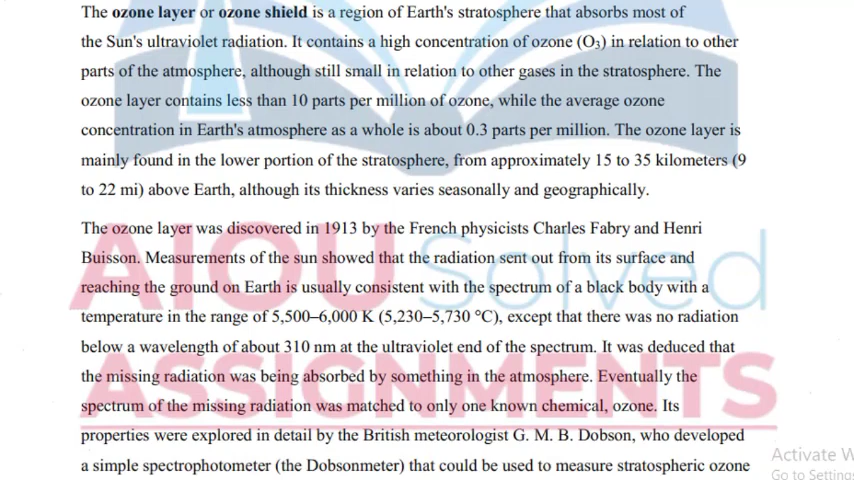 The ozone layer or ozone shield is a region of Earth's stratosphere that absorbs most of
the Sun's ultraviolet radiation. It contains a high concentration of ozone (O₃) in relation to other
parts of the atmosphere, although still small in relation to other gases in the stratosphere. The
ozone layer contains less than 10 parts per million of ozone, while the average ozone
concentration in Earth's atmosphere as a whole is about 0.3 parts per million. The ozone layer is
mainly found in the lower portion of the stratosphere, from approximately 15 to 35 kilometers (9
to 22 mi) above Earth, although its thickness varies seasonally and geographically.
The ozone layer was discovered in 1913 by the French physicists Charles Fabry and Henri
Buisson. Measurements of the sun showed that the radiation sent out from its surface and
reaching the ground on Earth is usually consistent with the spectrum of a black body with a
temperature in the range of 5,500–6,000 K (5,230–5,730 °C), except that there was no radiation
below a wavelength of about 310 nm at the ultraviolet end of the spectrum. It was deduced that
the missing radiation was being absorbed by something in the atmosphere. Eventually the
spectrum of the missing radiation was matched to only one known chemical, ozone. Its
properties were explored in detail by the British meteorologist G. M. B. Dobson, who developed
a simple spectrophotometer (the Dobsonmeter) that could be used to measure stratospheric ozone
AIOU Solved
ASSIGNMENTS
Activate W
Go to Settings